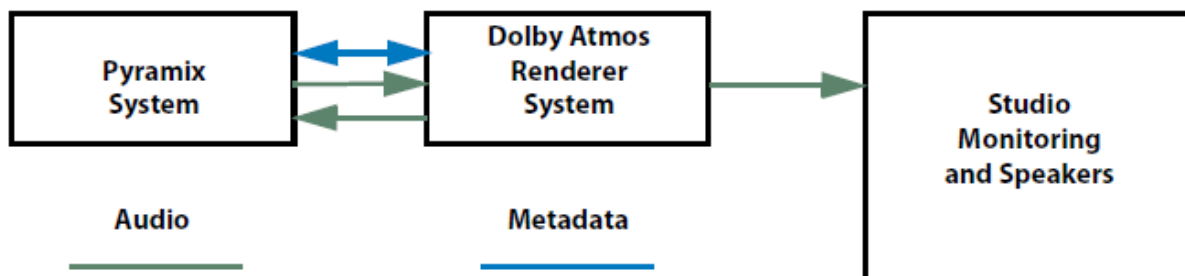 Pyramix
System
Dolby Atmos
Renderer
System
Studio
Monitoring
and Speakers
Audio
Metadata